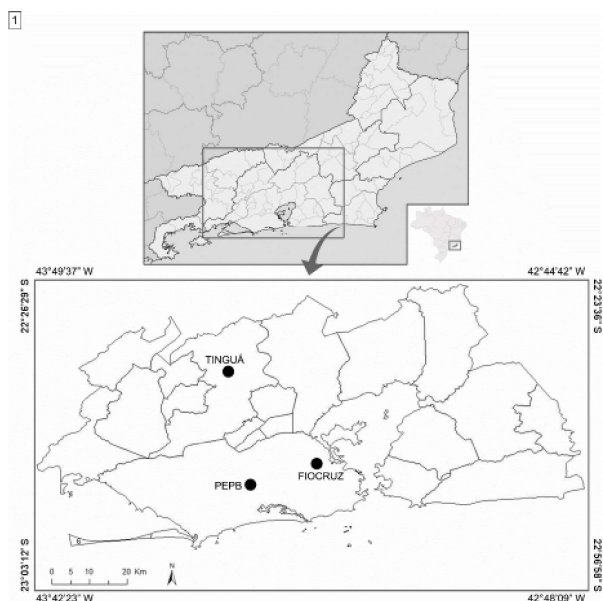 1
43°49'37" W
42°44'42" W
22°26'29" S
22°23'36" S
TINGUÁ
FIOCRUZ
PEPB
23°03'12" S
22°56'58" S
0 5 10 20 Km
N
43°42'23" W
42°48'09" W